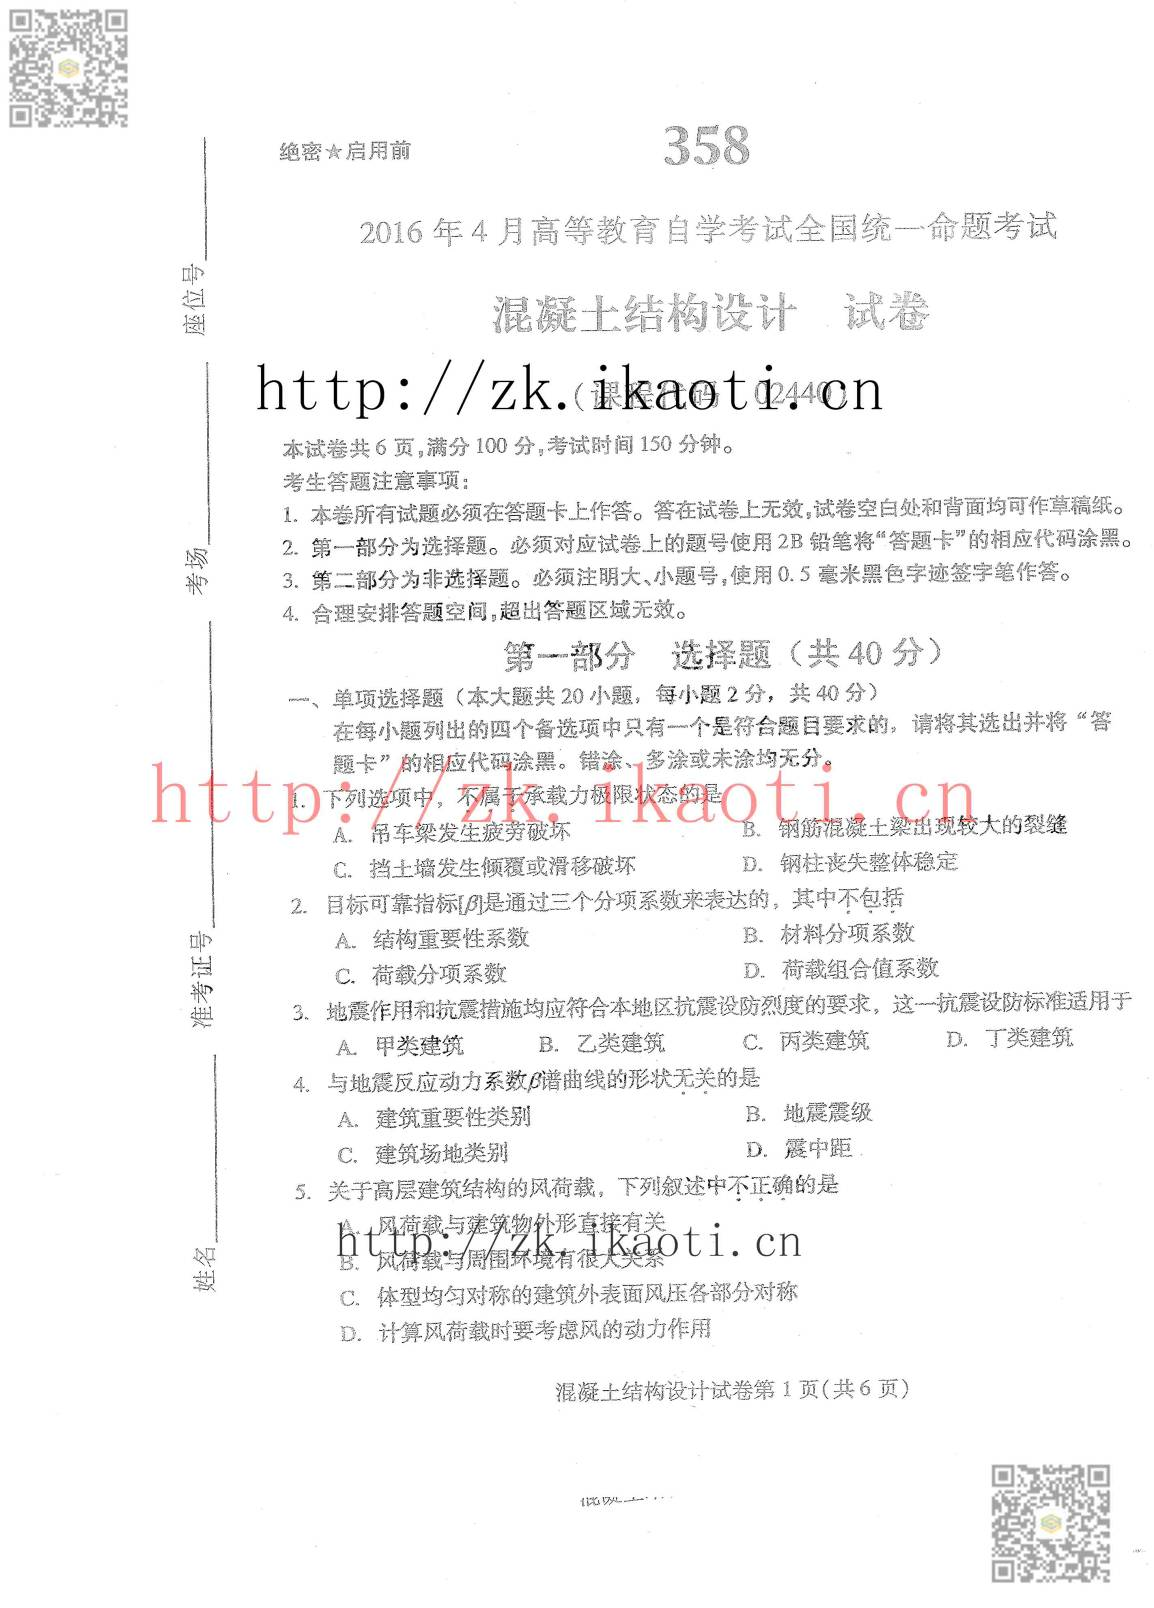 绝密★启用前
358
2016 年 4 月高等教育自学考试全国统一命题考试
混凝土结构设计 试卷
(课程代码 02440)
http://zk.ikaoti.cn
本试卷共 6 页,满分 100 分,考试时间 150 分钟。
考生答题注意事项:
1. 本卷所有试题必须在答题卡上作答。答在试卷上无效,试卷空白处和背面均可作草稿纸。
2. 第一部分为选择题。必须对应试卷上的题号使用 2B 铅笔将“答题卡”的相应代码涂黑。
3. 第二部分为非选择题。必须注明大、小题号,使用 0.5 毫米黑色字迹签字笔作答。
4. 合理安排答题空间,超出答题区域无效。
第一部分 选择题(共 40 分)
一、单项选择题(本大题共 20 小题,每小题 2 分,共 40 分)
在每小题列出的四个备选项中只有一个是符合题目要求的,请将其选出并将“答
题卡”的相应代码涂黑。错涂、多涂或未涂均无分。
http://zk.ikaoti.cn
1. 下列选项中,不属于承载力极限状态的是
A. 吊车梁发生疲劳破坏 B. 钢筋混凝土梁出现较大的裂缝
C. 挡土墙发生倾覆或滑移破坏 D. 钢柱丧失整体稳定
2. 目标可靠指标[β]是通过三个分项系数来表达的,其中不包括
A. 结构重要性系数 B. 材料分项系数
C. 荷载分项系数 D. 荷载组合值系数
3. 地震作用和抗震措施均应符合本地区抗震设防烈度的要求,这一抗震设防标准适用于
A. 甲类建筑 B. 乙类建筑 C. 丙类建筑 D. 丁类建筑
4. 与地震反应动力系数β谱曲线的形状无关的是
A. 建筑重要性类别 B. 地震震级
C. 建筑场地类别 D. 震中距
5. 关于高层建筑结构的风荷载,下列叙述中不正确的是
A. 风荷载与建筑物外形直接有关
http://zk.ikaoti.cn
B. 风荷载与周围环境有很大关系
C. 体型均匀对称的建筑外表面风压各部分对称
D. 计算风荷载时要考虑风的动力作用
混凝土结构设计试卷第 1 页(共 6 页)
座位号
考场
准考证号
姓名